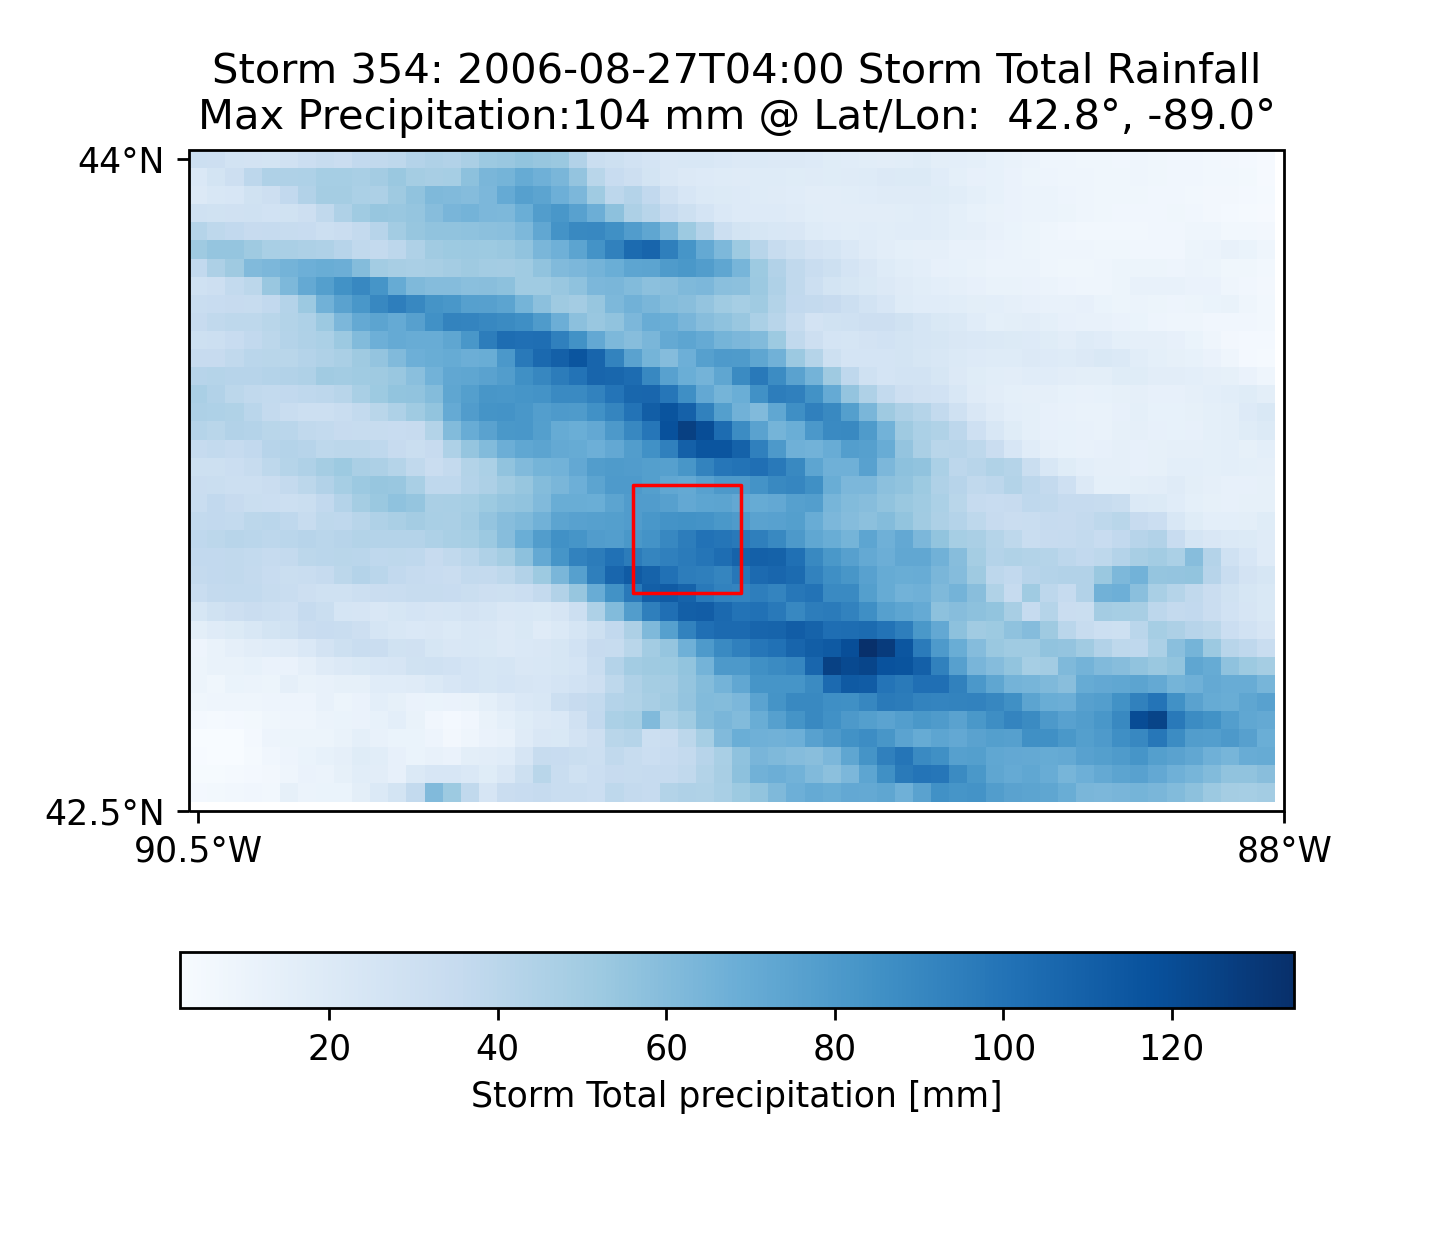 Storm 354: 2006-08-27T04:00 Storm Total Rainfall
Max Precipitation:104 mm @ Lat/Lon:  42.8°, -89.0°
44°N
42.5°N
90.5°W 88°W
20 40 60 80 100 120
Storm Total precipitation [mm]